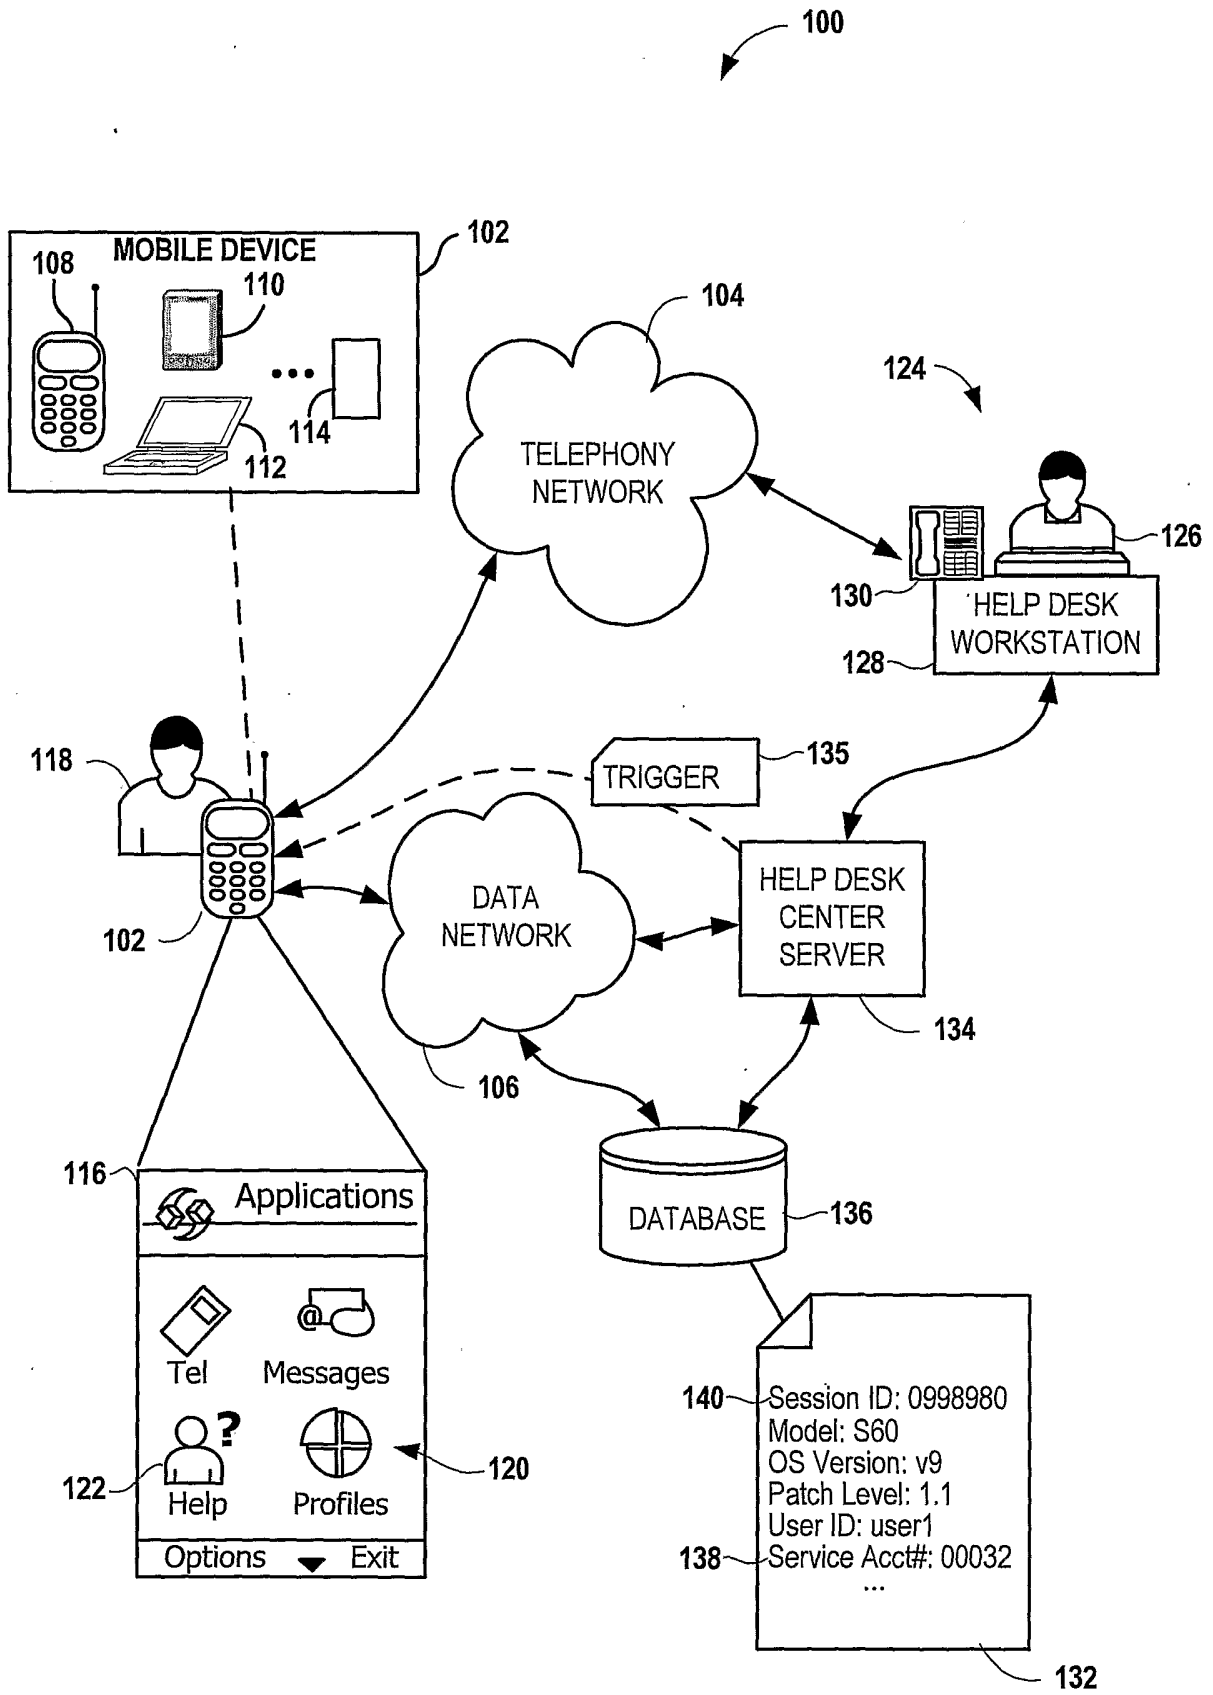 100
MOBILE DEVICE
102
108
110
112
114
104
TELEPHONY
NETWORK
124
126
130
HELP DESK
WORKSTATION
128
118
102
TRIGGER
135
DATA
NETWORK
106
HELP DESK
CENTER
SERVER
134
DATABASE
136
116
Applications
Tel
Messages
?
@
122
Help
Profiles
120
Options
Exit
140
Session ID: 0998980
Model: S60
OS Version: v9
Patch Level: 1.1
User ID: user1
138
Service Acct#: 00032
...
132